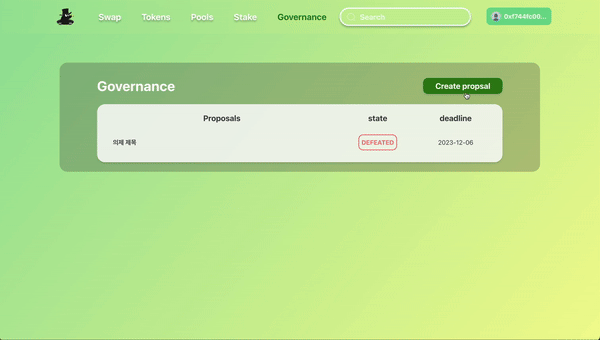 Swap Tokens Pools Stake Governance Search 0xf744fc00...
Governance Create propsal
Proposals state deadline
의제 제목 DEFEATED 2023-12-06